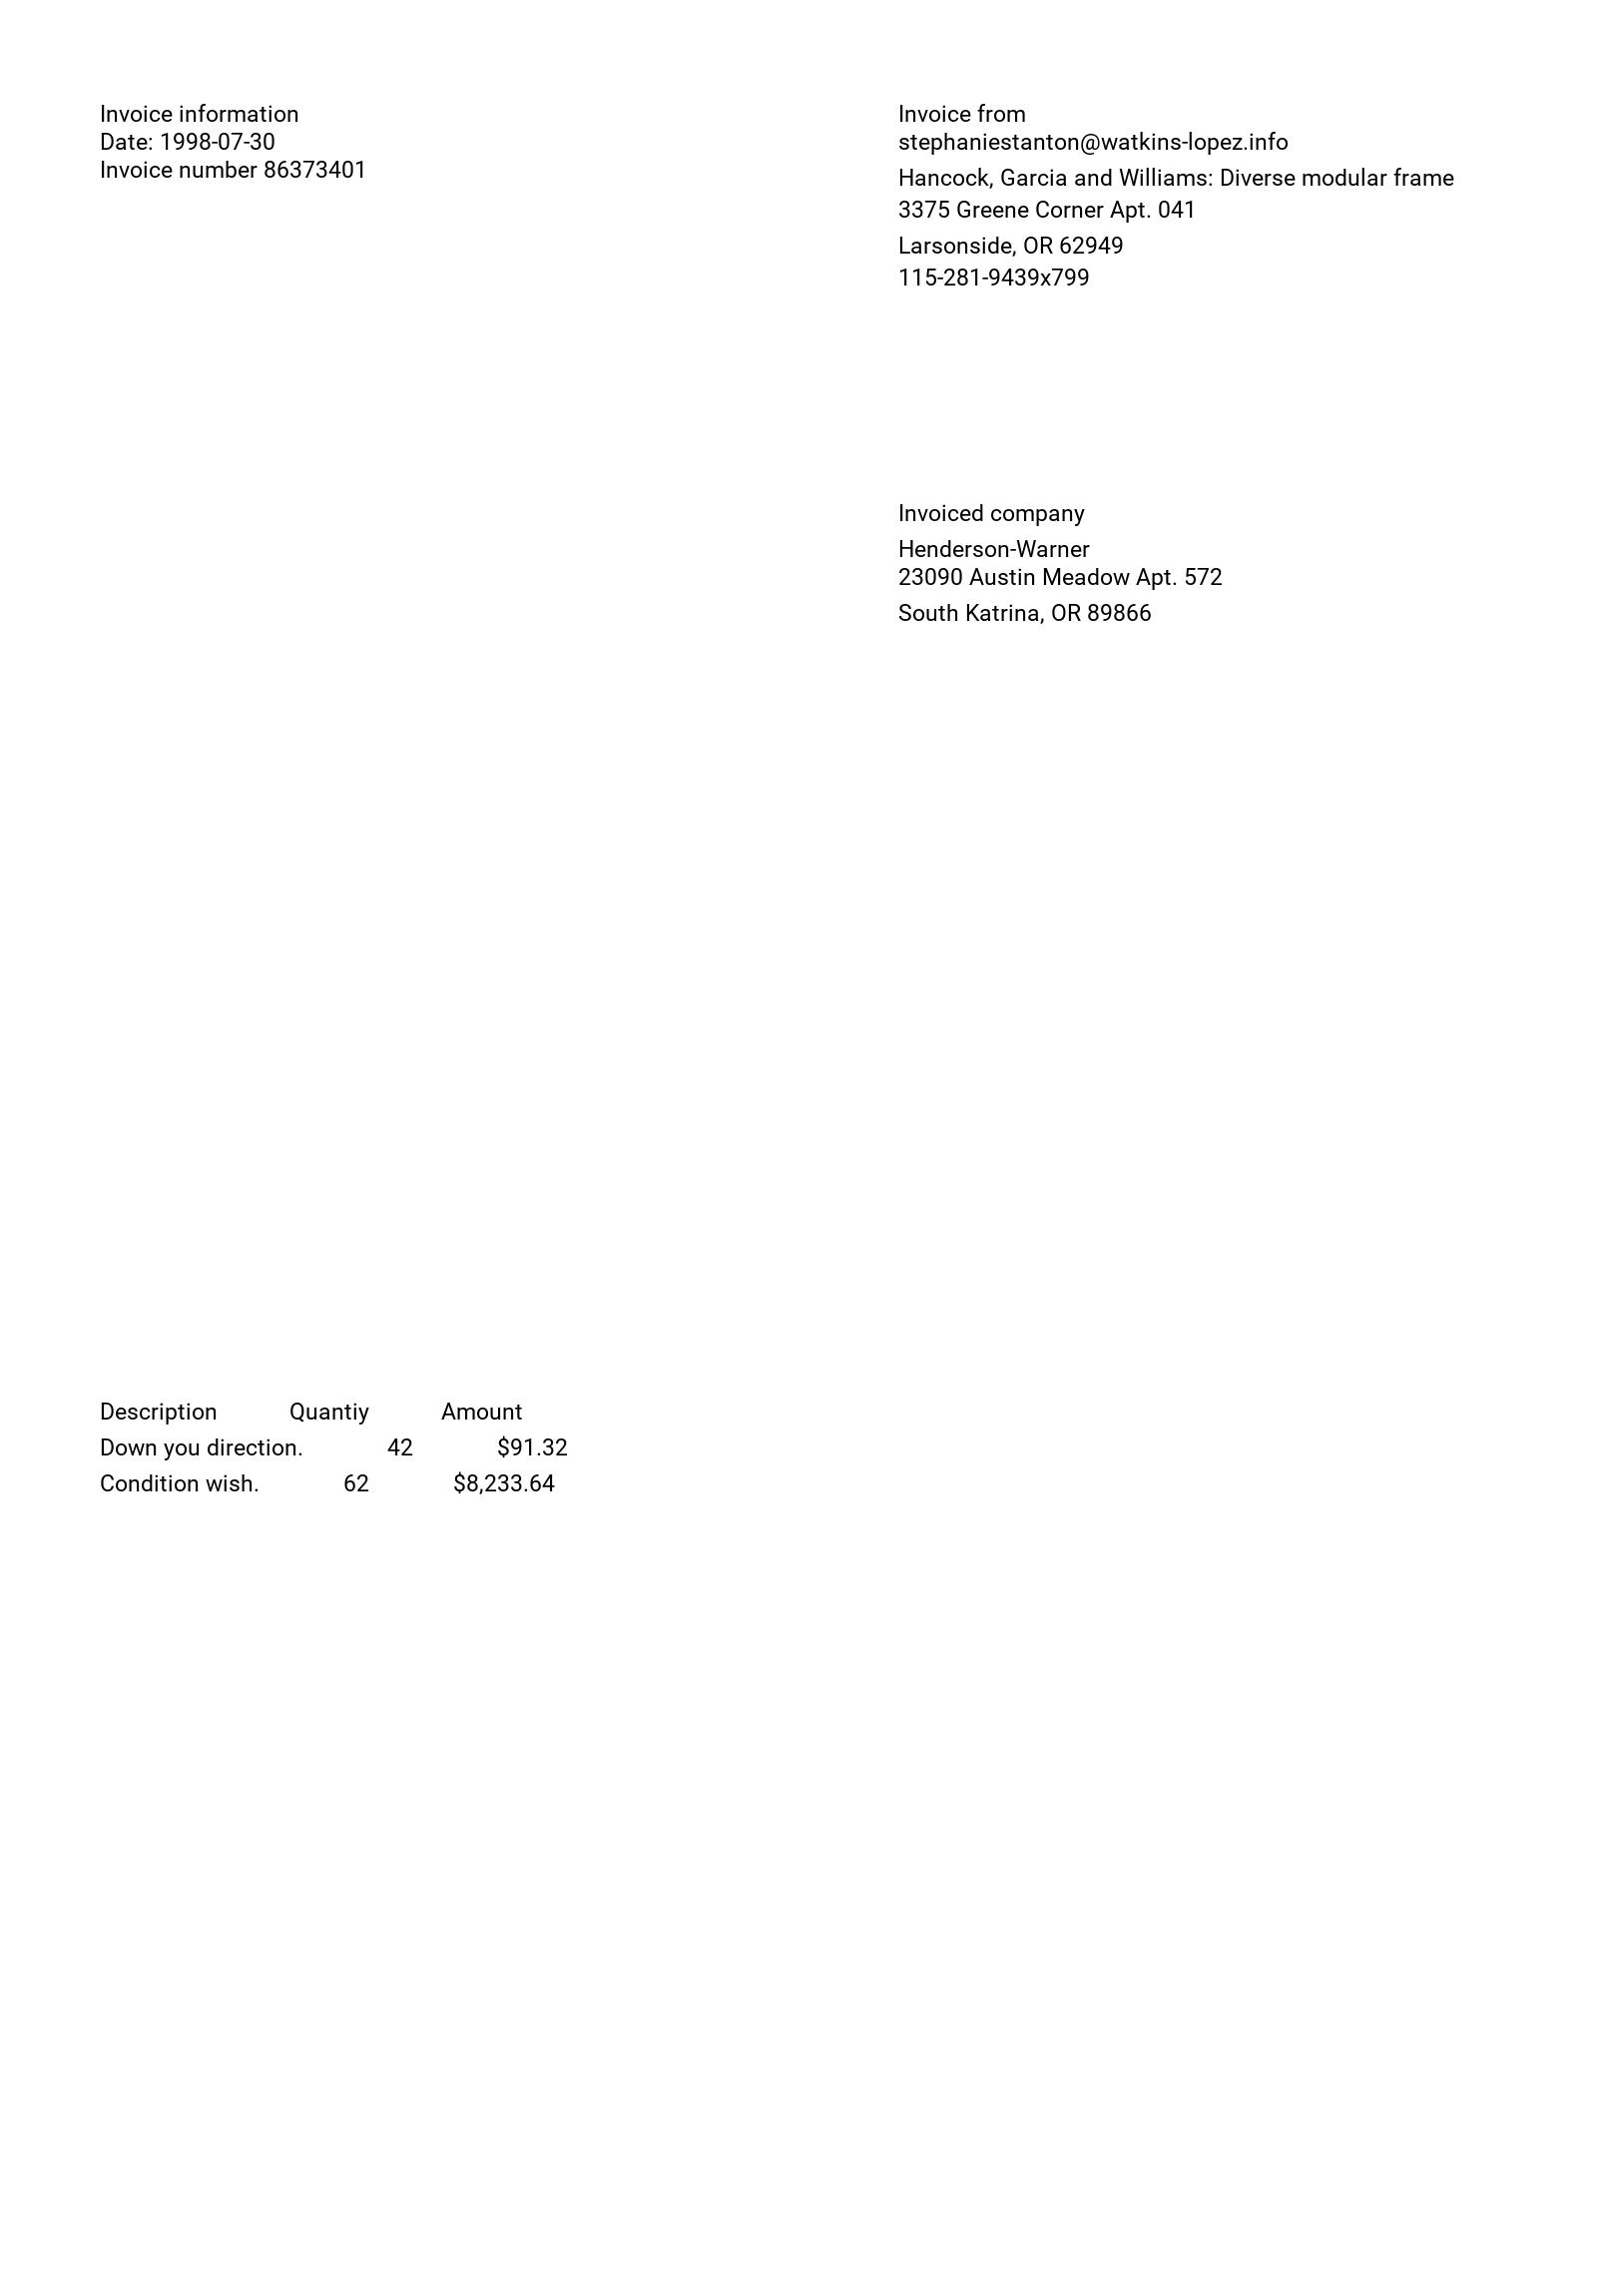 Invoice information
Date: 1998-07-30
Invoice number 86373401
Invoice from
stephaniestanton@watkins-lopez.info
Hancock, Garcia and Williams: Diverse modular frame
3375 Greene Corner Apt. 041
Larsonside, OR 62949
115-281-9439x799
Invoiced company
Henderson-Warner
23090 Austin Meadow Apt. 572
South Katrina, OR 89866
Description Quantiy Amount
Down you direction. 42 $91.32
Condition wish. 62 $8,233.64